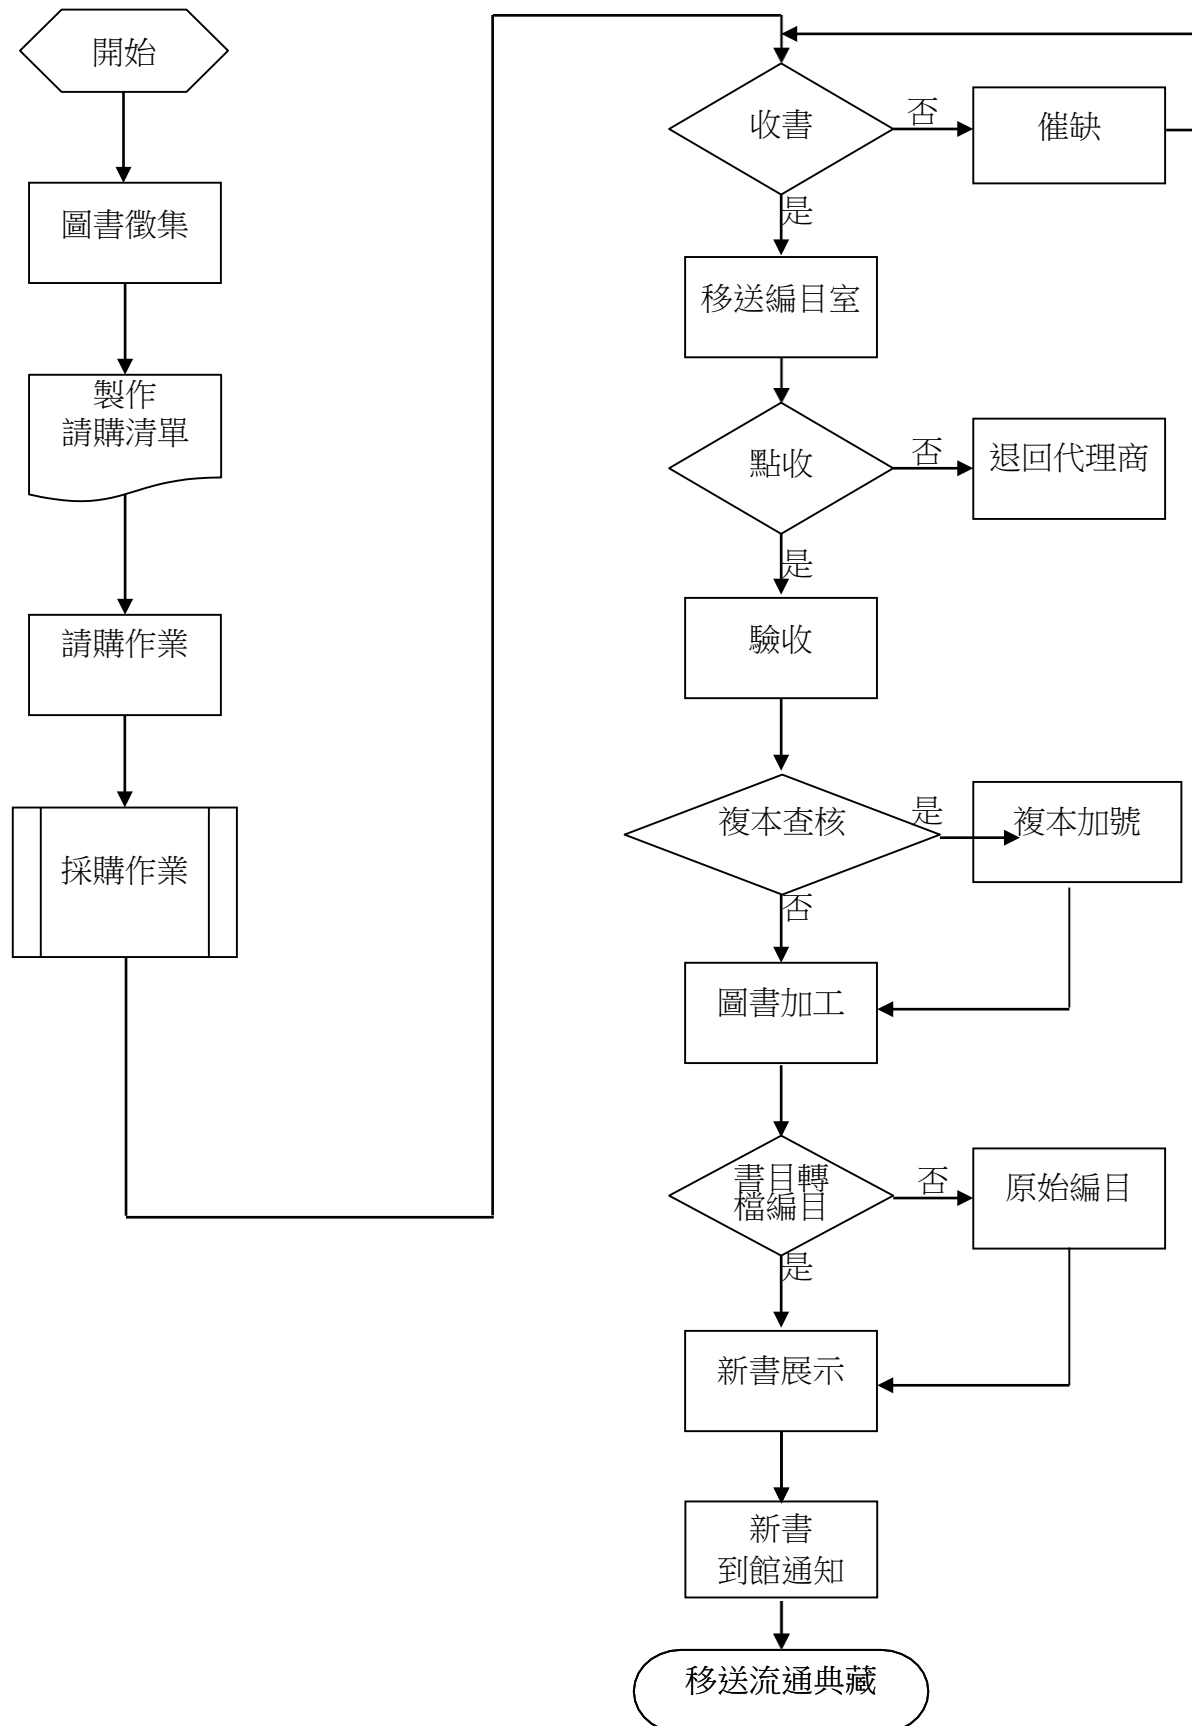 開始
圖書徵集
製作
請購清單
請購作業
採購作業
收書
否
催缺
是
移送編目室
點收
否
退回代理商
是
驗收
複本查核
是
複本加號
否
圖書加工
書目轉
檔編目
否
原始編目
是
新書展示
新書
到館通知
移送流通典藏